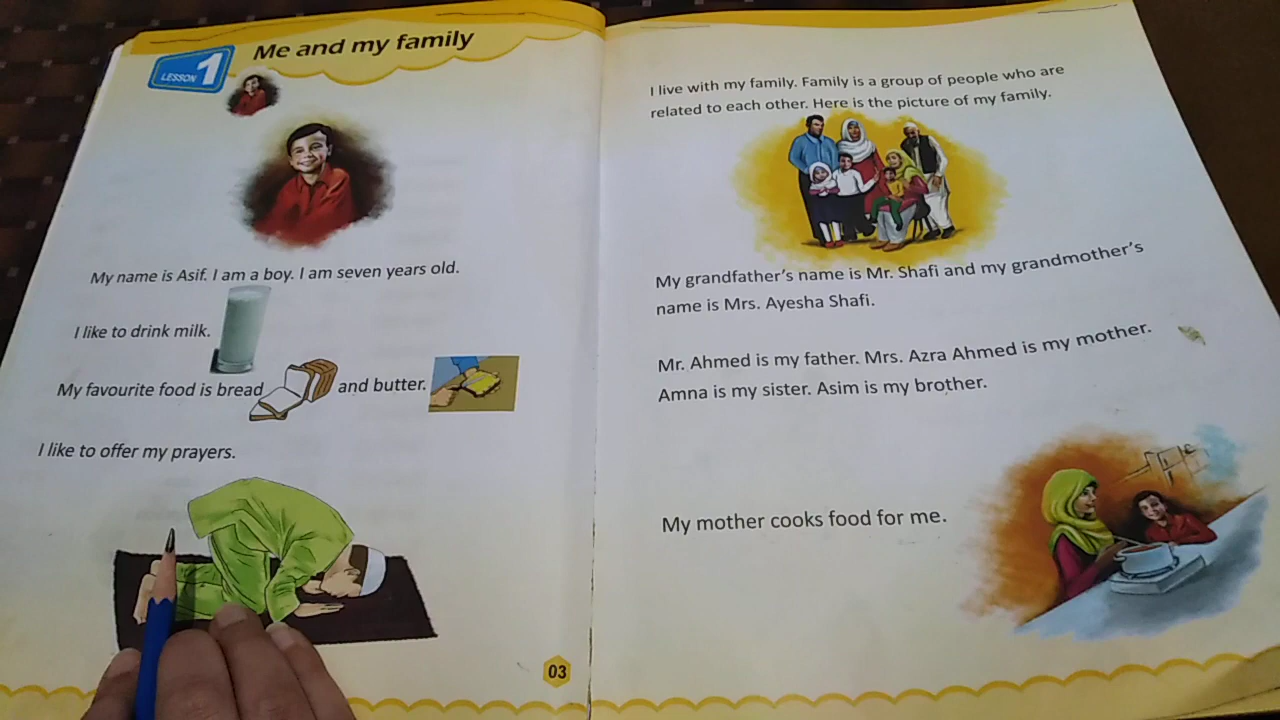 LESSON 1
Me and my family
My name is Asif. I am a boy. I am seven years old.
I like to drink milk.
My favourite food is bread and butter.
I like to offer my prayers.
03
I live with my family. Family is a group of people who are
related to each other. Here is the picture of my family.
My grandfather's name is Mr. Shafi and my grandmother's
name is Mrs. Ayesha Shafi.
Mr. Ahmed is my father. Mrs. Azra Ahmed is my mother.
Amna is my sister. Asim is my brother.
My mother cooks food for me.